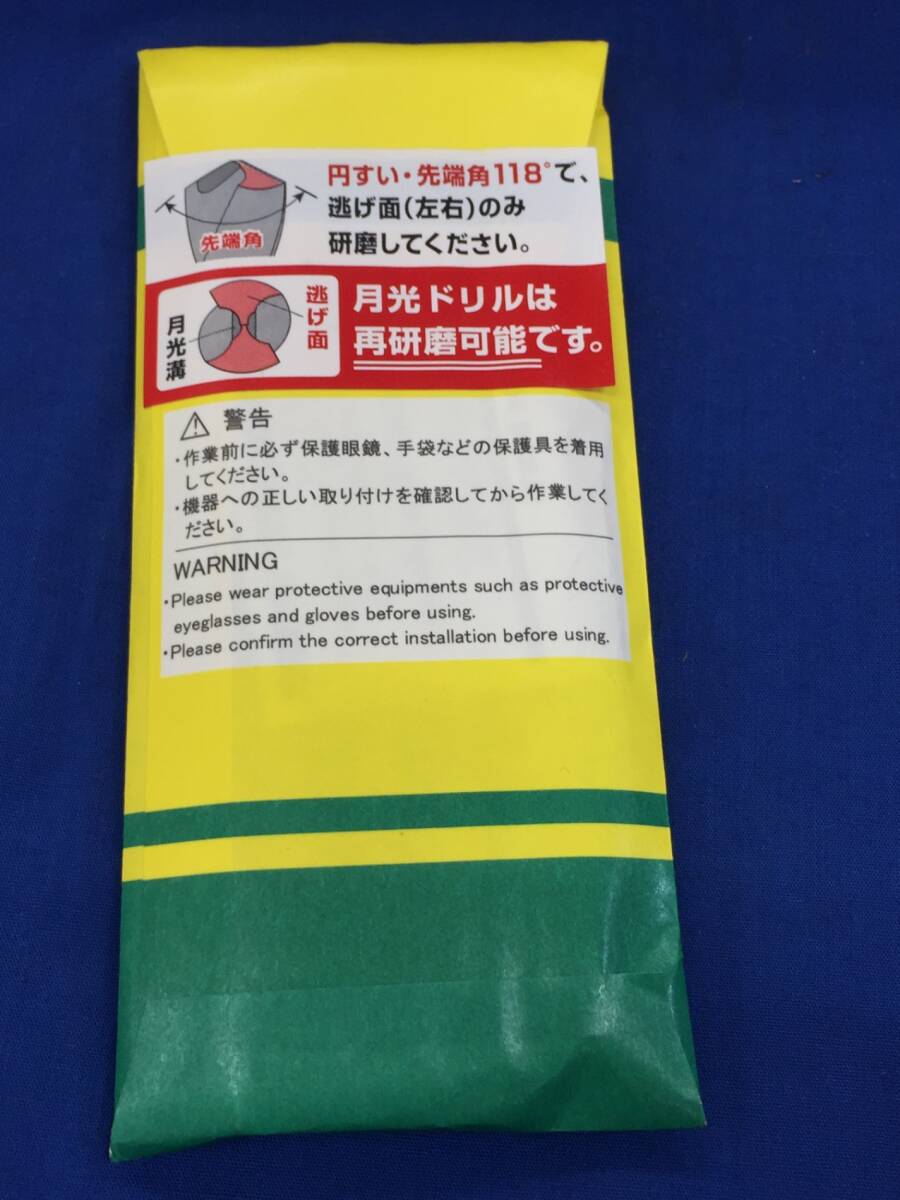 円すい・先端角118°で、
逃げ面(左右)のみ
研磨してください。
先端角
月光溝
逃げ面
月光ドリルは
再研磨可能です。
⚠ 警告
・作業前に必ず保護眼鏡、手袋などの保護具を着用
してください。
・機器への正しい取り付けを確認してから作業してく
ださい。
WARNING
・Please wear protective equipments such as protective
eyeglasses and gloves before using.
・Please confirm the correct installation before using.